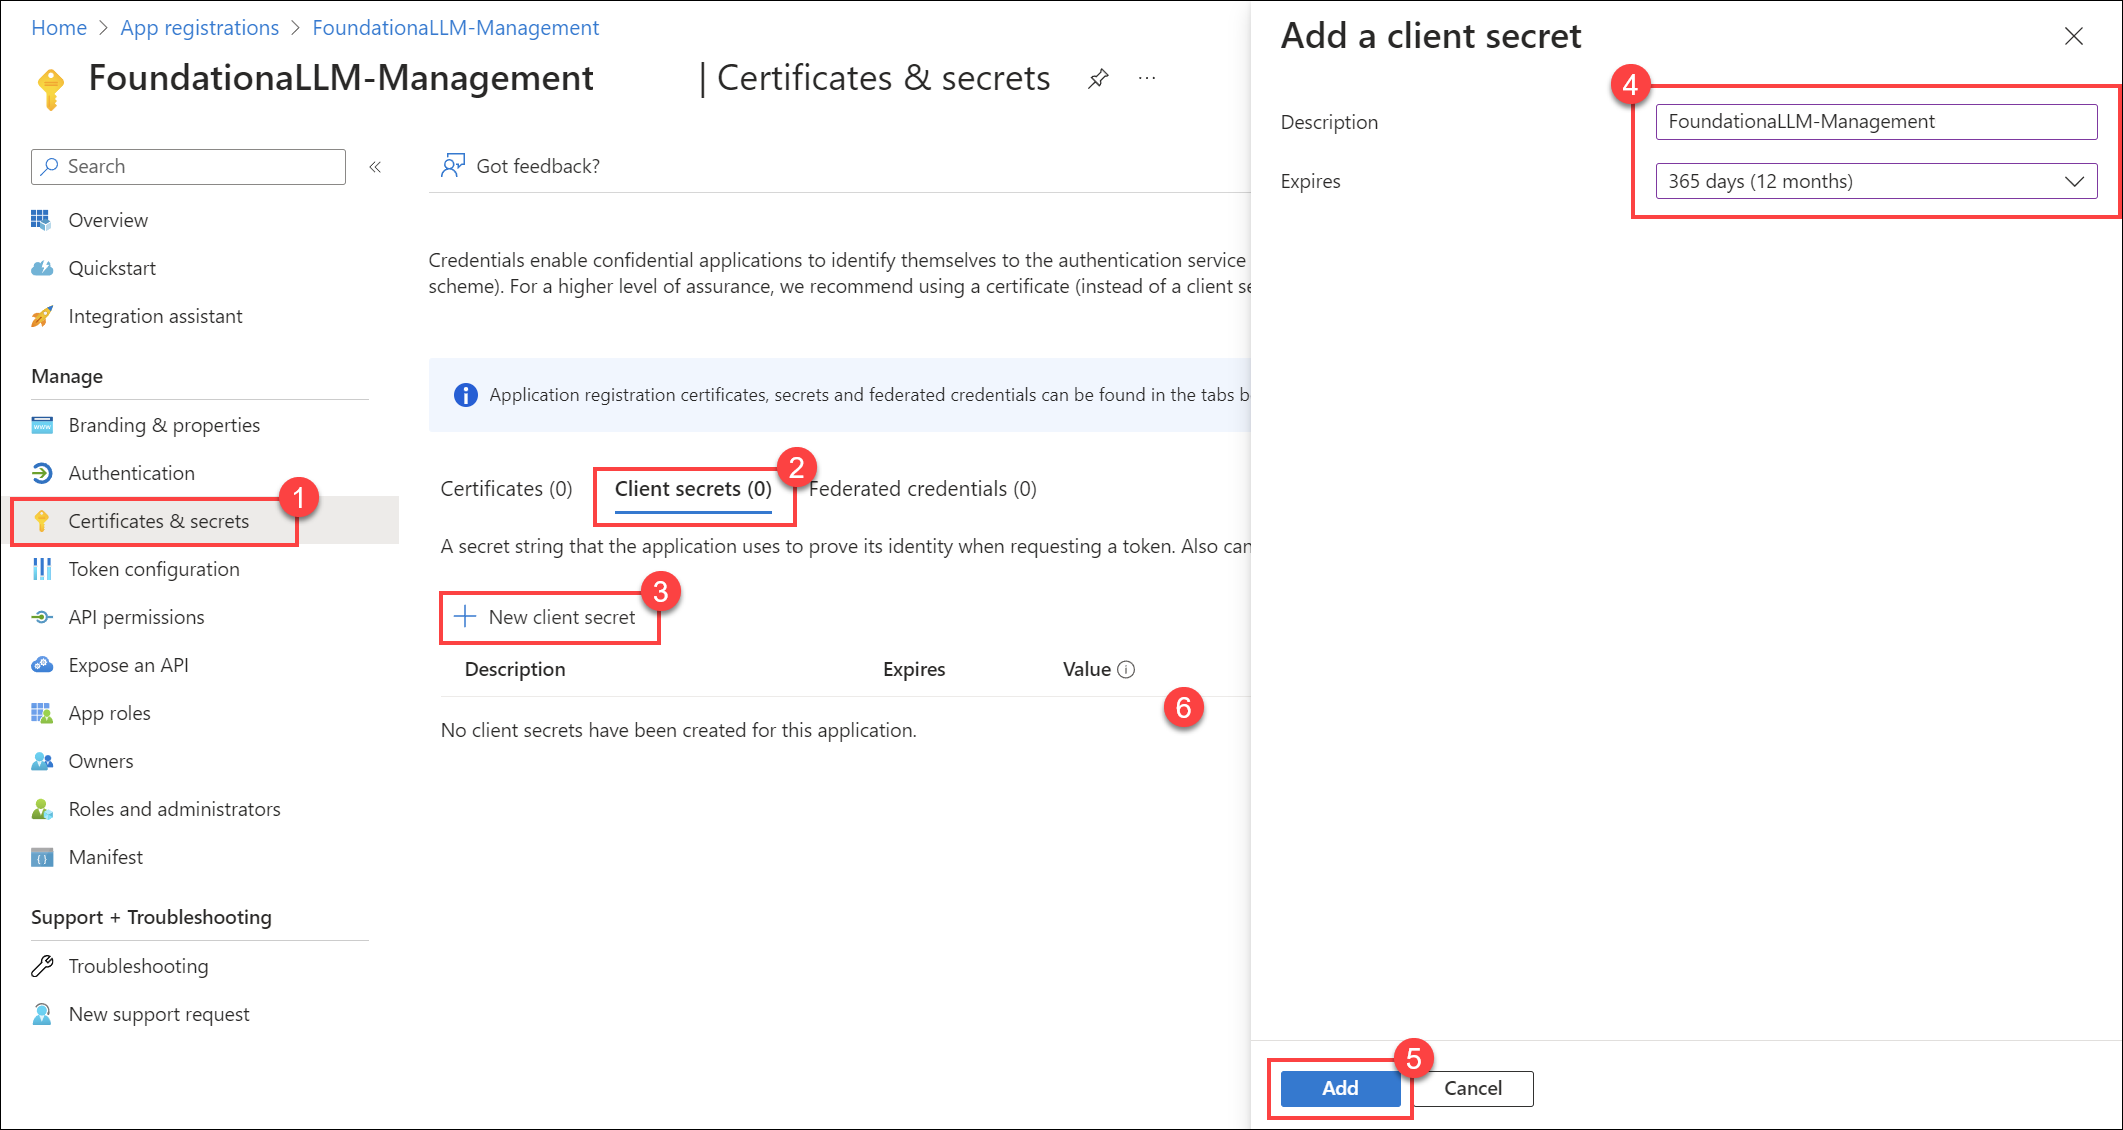 Home > App registrations > FoundationaLLM-Management
FoundationaLLM-Management | Certificates & secrets ...
Search «
Overview
Quickstart
Integration assistant
Manage
Branding & properties
Authentication
1
Certificates & secrets
Token configuration
API permissions
Expose an API
App roles
Owners
Roles and administrators
Manifest
Support + Troubleshooting
Troubleshooting
New support request
Got feedback?
Credentials enable confidential applications to identify themselves to the authentication service
scheme). For a higher level of assurance, we recommend using a certificate (instead of a client se
Application registration certificates, secrets and federated credentials can be found in the tabs b
2
Certificates (0) Client secrets (0) Federated credentials (0)
A secret string that the application uses to prove its identity when requesting a token. Also can
3
New client secret
Description Expires Value
6
No client secrets have been created for this application.
Add a client secret
4
Description FoundationaLLM-Management
Expires 365 days (12 months)
5
Add Cancel